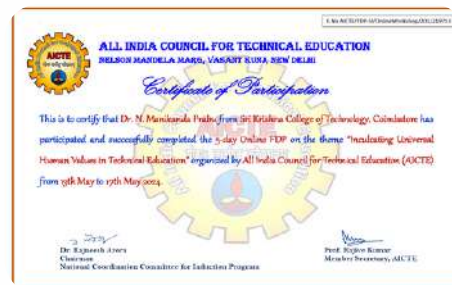 ALL INDIA COUNCIL FOR TECHNICAL EDUCATION
NELSON MANDELA MARG, VASANT KUNJ, NEW DELHI
Certificate of Participation
This is to certify that Dr. N. Manikanda Prabu from Sri Krishna College of Technology, Coimbatore has
participated and successfully completed the 5-day Online FDP on the theme "Inculcating Universal
Human Values in Technical Education" organized by All India Council for Technical Education (AICTE)
from 13th May to 17th May 2024.
Dr. Rajneesh Arora
Chairman
National Coordination Committee for Induction Program
Prof. Rajive Kumar
Member Secretary, AICTE
AICTE